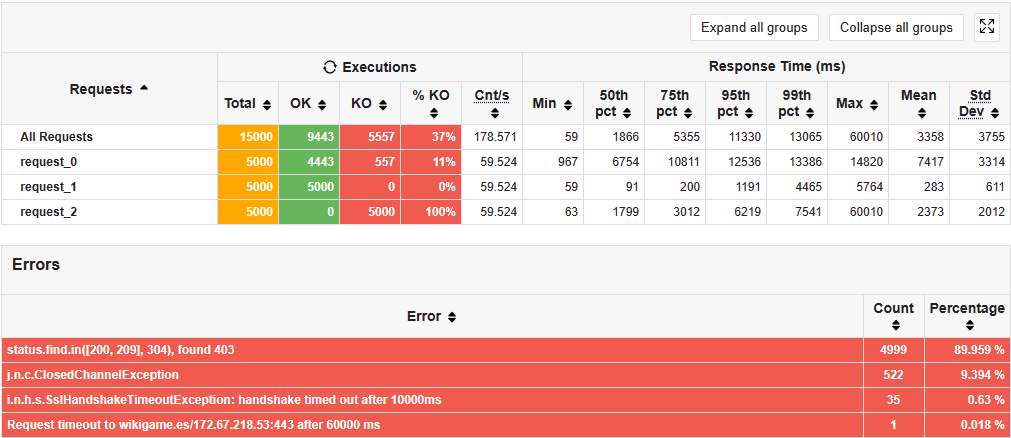 Expand all groups Collapse all groups
Requests Executions Response Time (ms)
Total OK KO % KO Cnt/s Min 50th pct 75th pct 95th pct 99th pct Max Mean Std Dev
All Requests 15000 9443 5557 37% 178.571 59 1866 5355 11330 13065 60010 3358 3755
request_0 5000 4443 557 11% 59.524 967 6754 10811 12536 13386 14820 7417 3314
request_1 5000 5000 0 0% 59.524 59 91 200 1191 4465 5764 283 611
request_2 5000 0 5000 100% 59.524 63 1799 3012 6219 7541 60010 2373 2012
Errors
Error Count Percentage
status.find.in([200, 209], 304), found 403 4999 89.959 %
j.n.c.ClosedChannelException 522 9.394 %
i.n.h.s.SslHandshakeTimeoutException: handshake timed out after 10000ms 35 0.63 %
Request timeout to wikigame.es/172.67.218.53:443 after 60000 ms 1 0.018 %